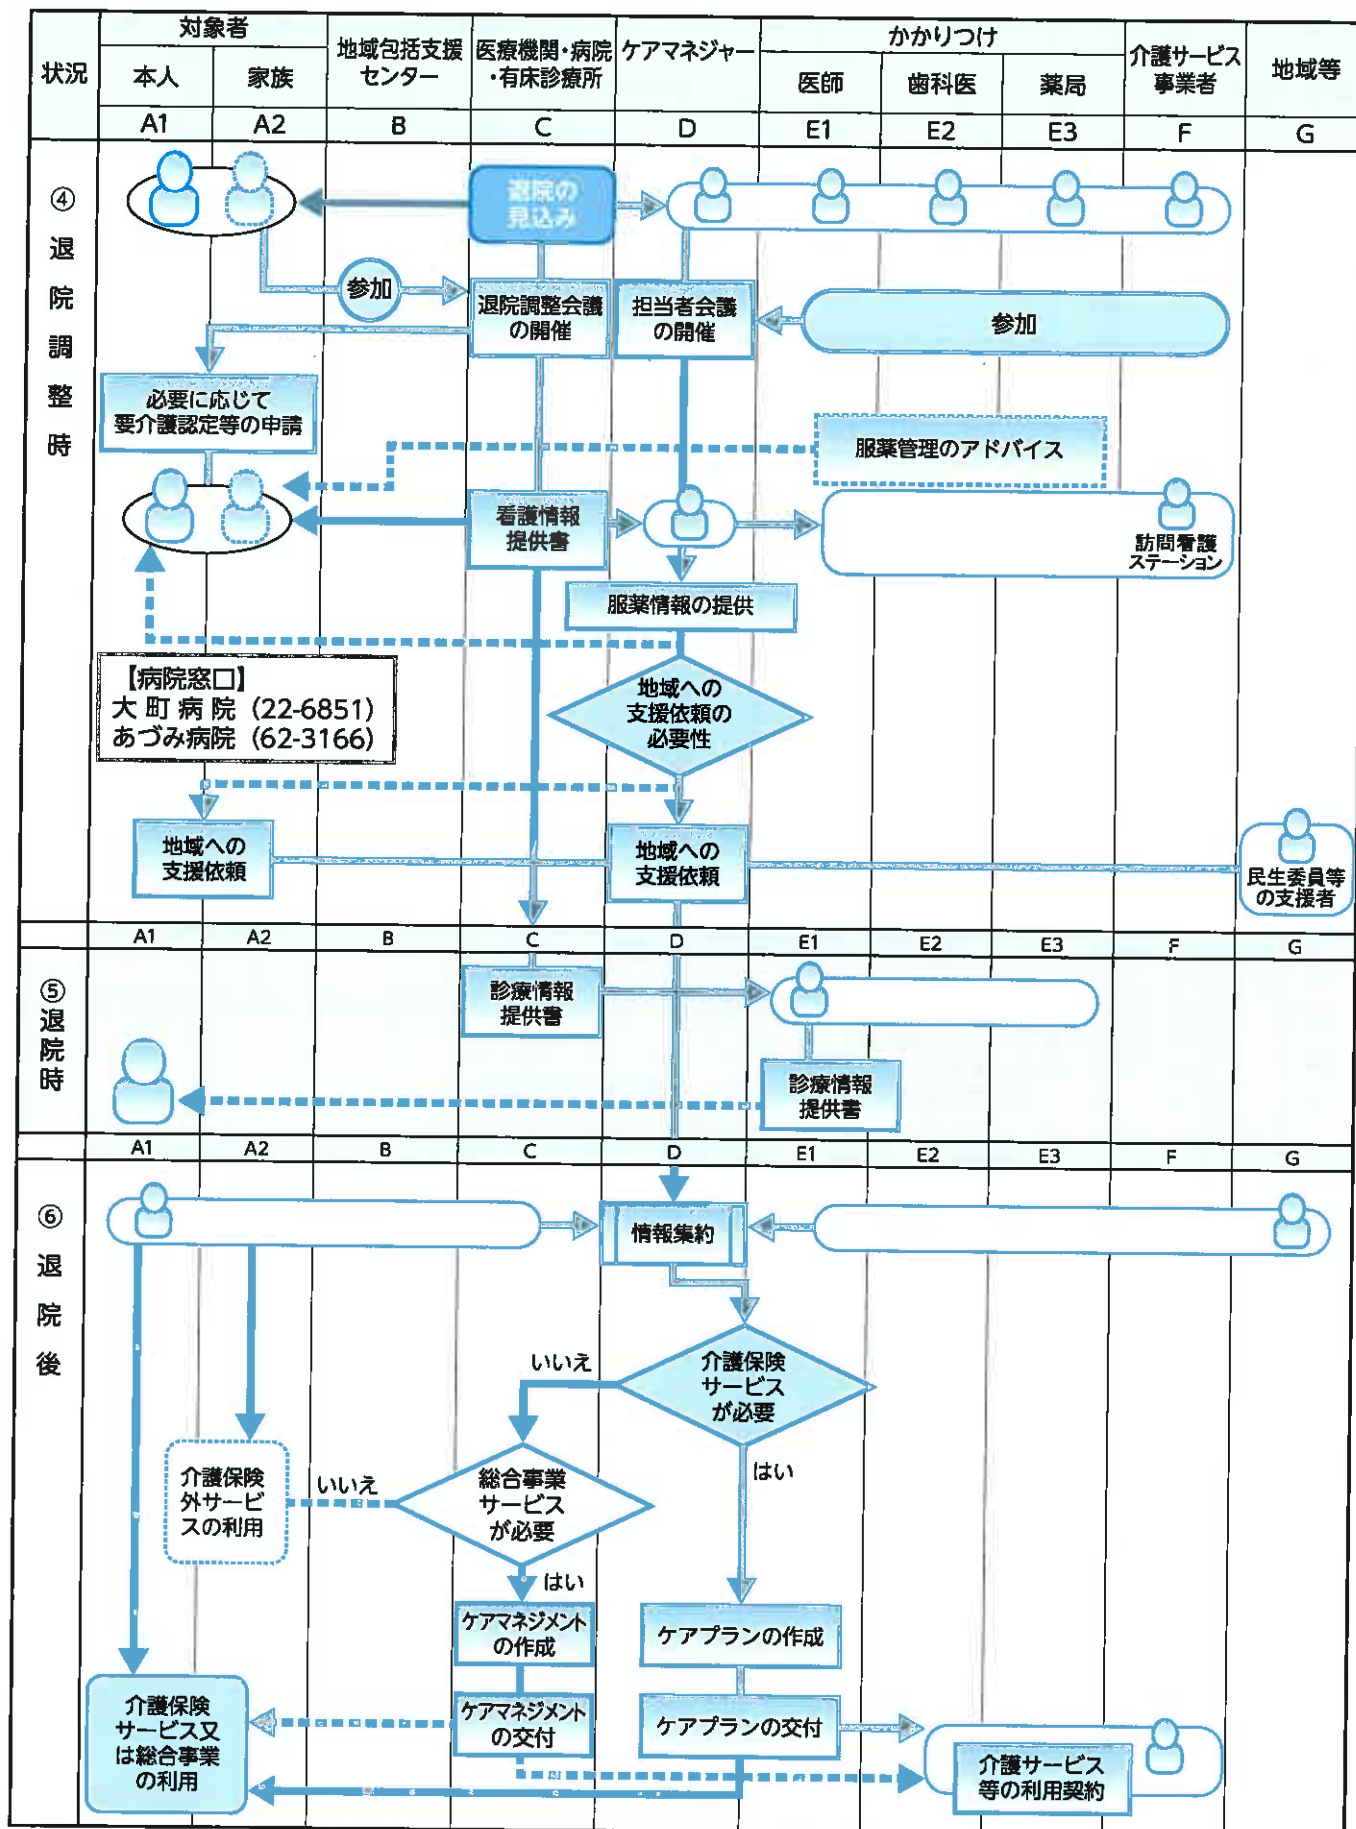 状況
対象者
本人
家族
地域包括支援
センター
医療機関・病院
・有床診療所
ケアマネジャー
かかりつけ
医師
歯科医
薬局
介護サービス
事業者
地域等
A1
A2
B
C
D
E1
E2
E3
F
G
④退院調整時
退院の
見込み
参加
退院調整会議
の開催
担当者会議
の開催
参加
必要に応じて
要介護認定等の申請
服薬管理のアドバイス
看護情報
提供書
訪問看護
ステーション
服薬情報の提供
【病院窓口】
大町病院（22-6851）
あづみ病院（62-3166）
地域への
支援依頼の
必要性
地域への
支援依頼
地域への
支援依頼
民生委員等
の支援者
A1
A2
B
C
D
E1
E2
E3
F
G
⑤退院時
診療情報
提供書
診療情報
提供書
A1
A2
B
C
D
E1
E2
E3
F
G
⑥退院後
情報集約
介護保険
サービス
が必要
いいえ
はい
総合事業
サービス
が必要
いいえ
はい
介護保険
外サービ
スの利用
ケアマネジメント
の作成
ケアプランの作成
介護保険
サービス又
は総合事業
の利用
ケアマネジメント
の交付
ケアプランの交付
介護サービス
等の利用契約